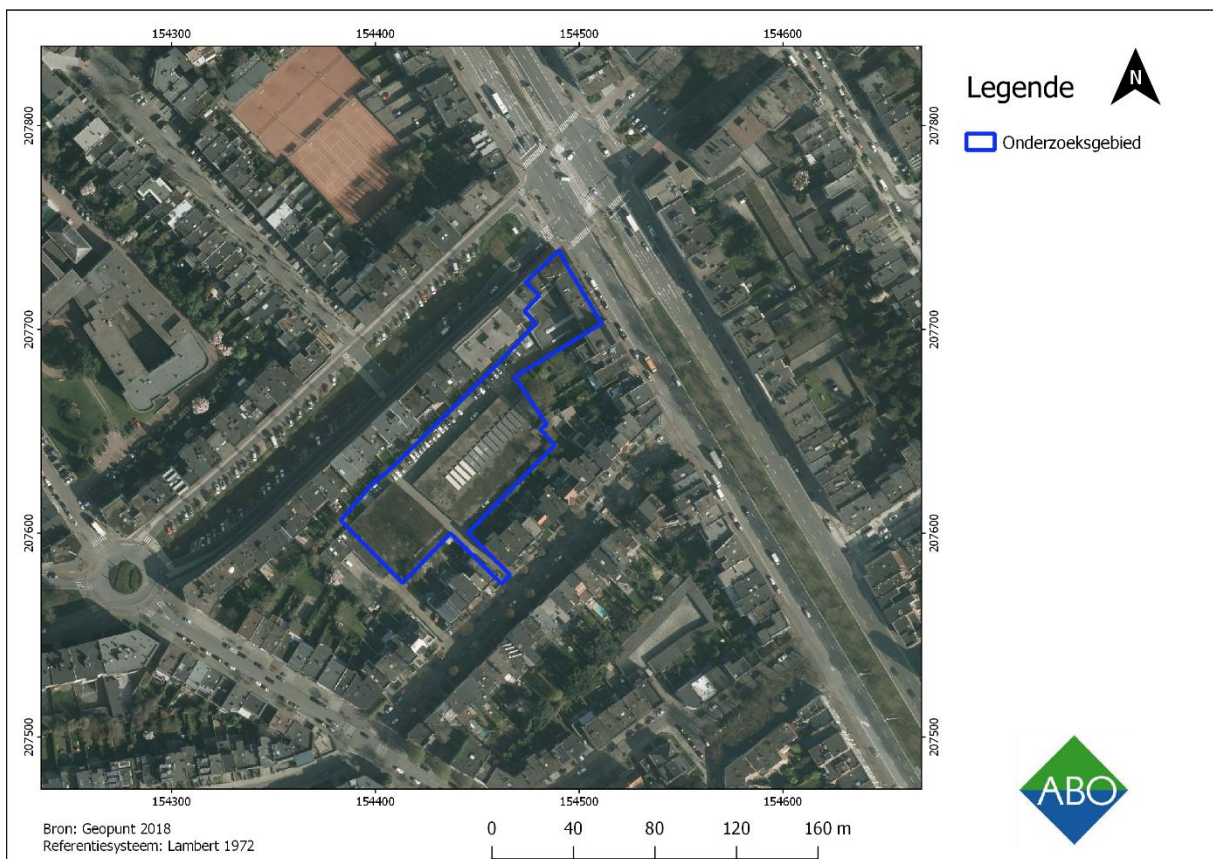 154300 154400 154500 154600
207800 207800
207700 207700
207600 207600
207500 207500
154300 154400 154500 154600
Legende
N
Onderzoeksgebied
Bron: Geopunt 2018
Referentiesysteem: Lambert 1972
0 40 80 120 160 m
ABO